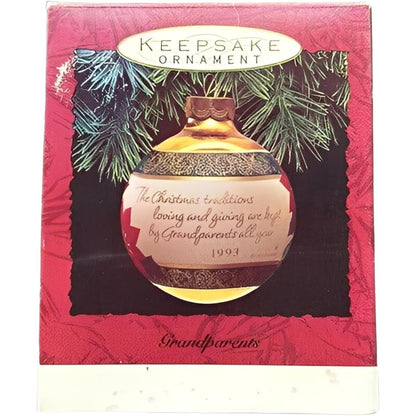 KEEPSAKE
ORNAMENT
The Christmas traditions
loving and giving are kept
by Grandparents all year
1993
Grandparents